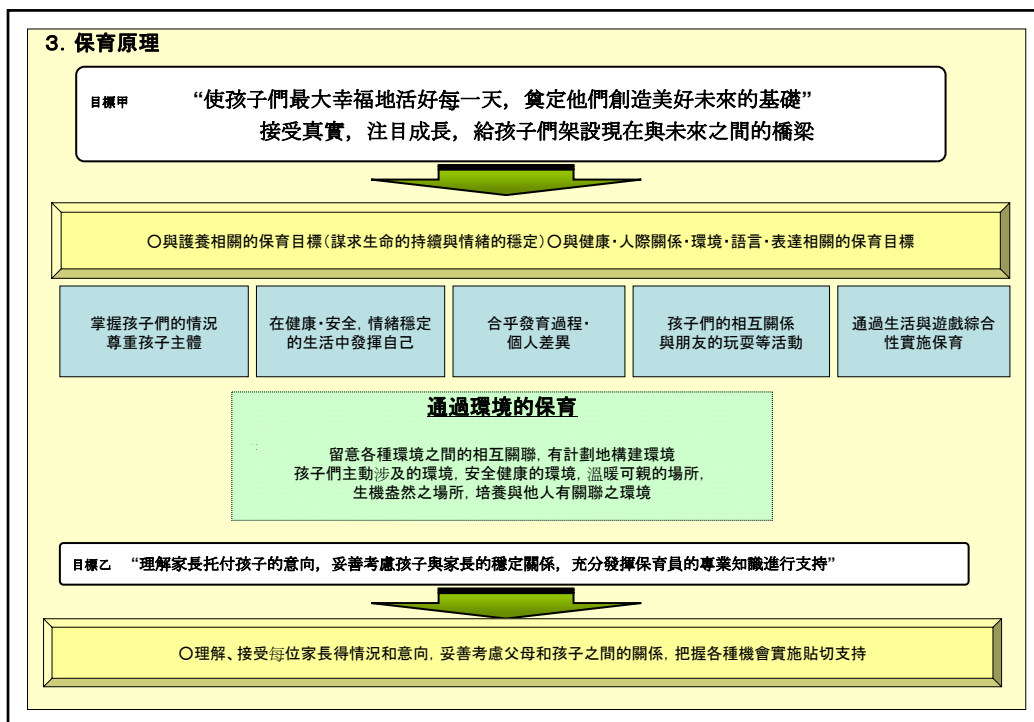 3．保育原理
目標甲　“使孩子們最大幸福地活好每一天，奠定他們創造美好未來的基礎”
接受真實，注目成長，給孩子們架設現在與未來之間的橋梁
〇與護養相關的保育目標（謀求生命的持續與情緒的穩定）〇與健康・人際關係・環境・語言・表達相關的保育目標
掌握孩子們的情況
尊重孩子主體
在健康・安全，情緒穩定
的生活中發揮自己
合乎發育過程・
個人差異
孩子們的相互關係
與朋友的玩耍等活動
通過生活與遊戲綜合
性實施保育
通過環境的保育
留意各種環境之間的相互關聯，有計劃地構建環境
孩子們主動涉及的環境，安全健康的環境，溫暖可親的場所，
生機盎然之場所，培養與他人有關聯之環境
目標乙　“理解家長托付孩子的意向，妥善考慮孩子與家長的穩定關係，充分發揮保育員的專業知識進行支持”
〇理解、接受每位家長得情況和意向，妥善考慮父母和孩子之間的關係，把握各種機會實施貼切支持